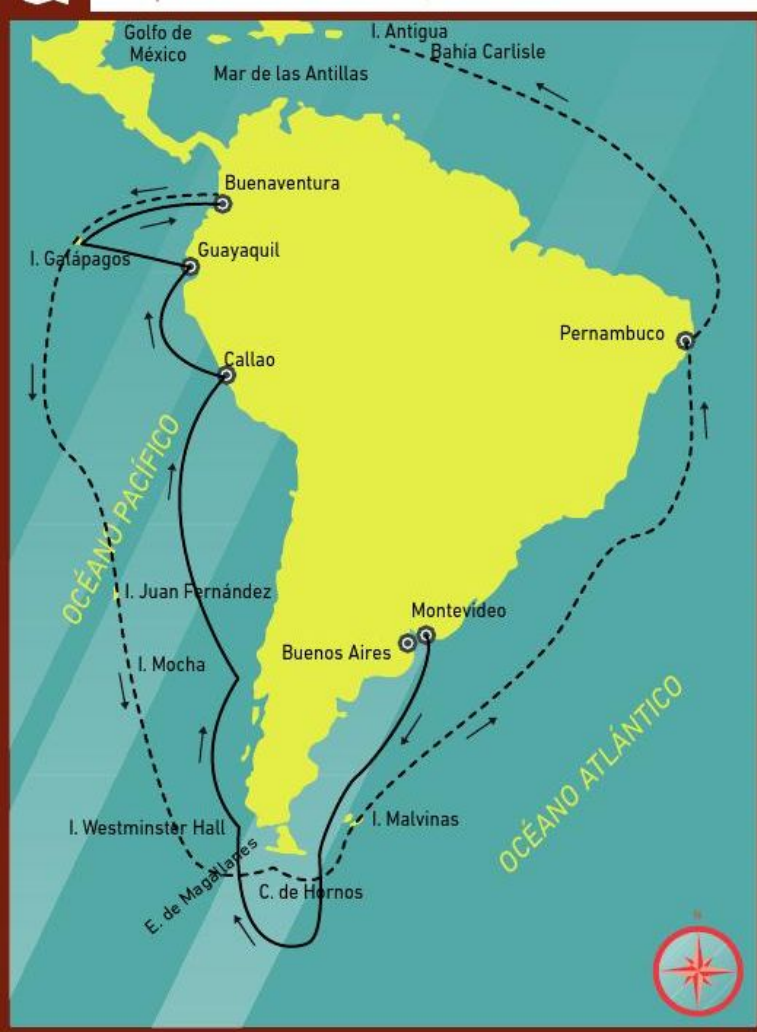 Golfo de
México
I. Antigua
Bahía Carlisle
Mar de las Antillas
Buenaventura
Guayaquil
I. Galápagos
Pernambuco
Callao
OCÉANO PACÍFICO
I. Juan Fernández
Montevideo
Buenos Aires
I. Mocha
OCÉANO ATLÁNTICO
I. Westminster Hall
I. Malvinas
E. de Magallanes
C. de Hornos
N